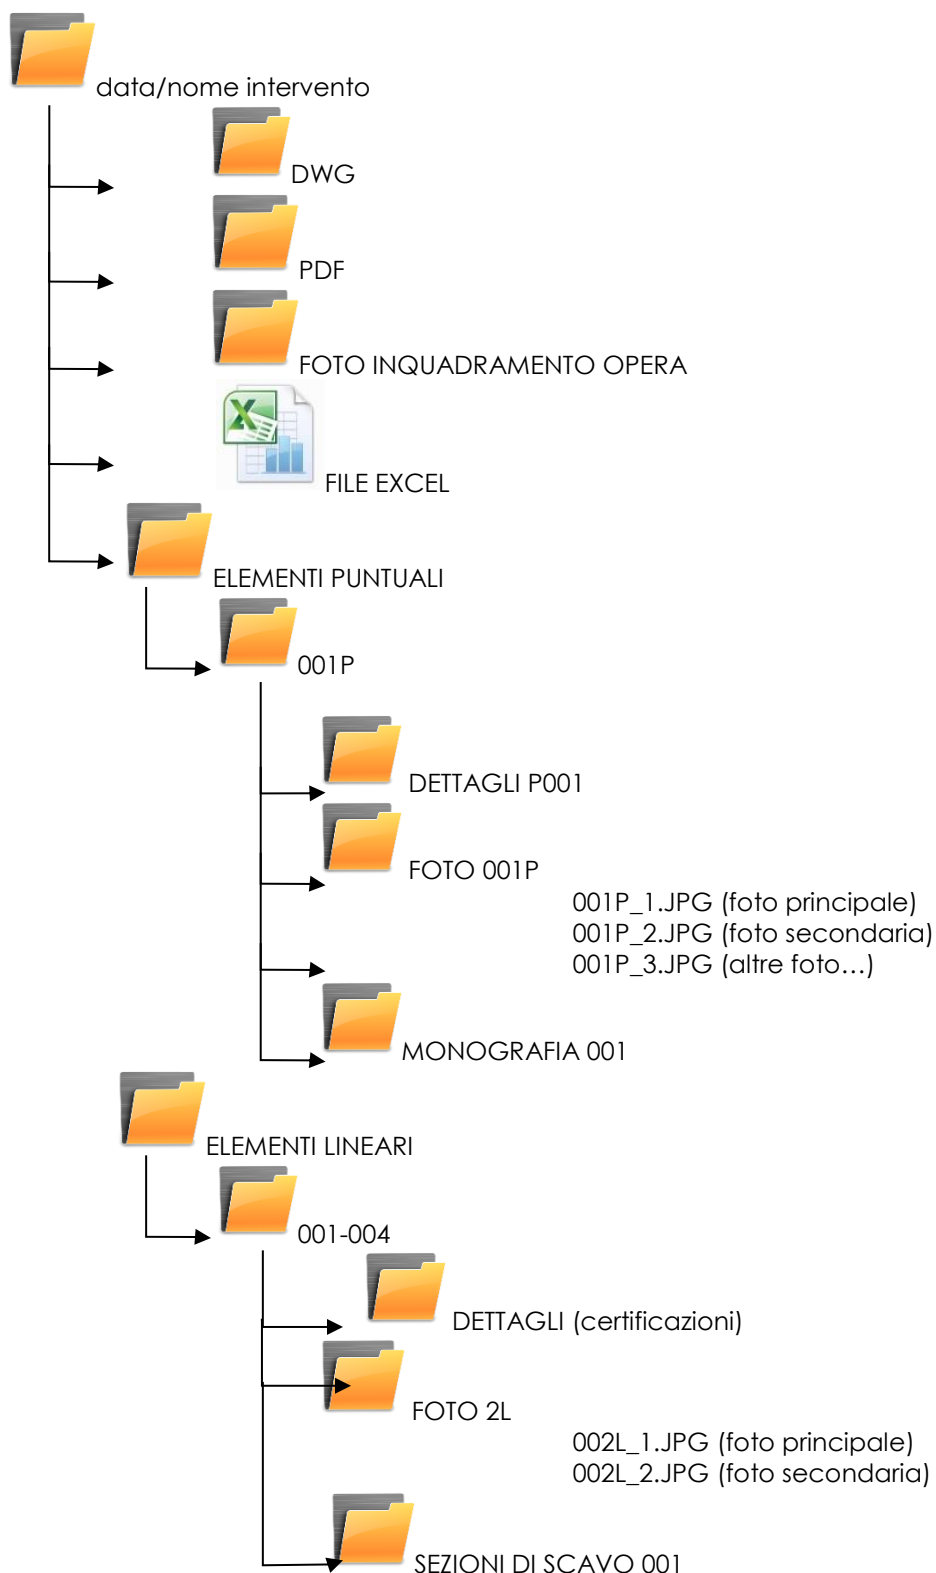 data/nome intervento
DWG
PDF
FOTO INQUADRAMENTO OPERA
FILE EXCEL
ELEMENTI PUNTUALI
001P
DETTAGLI P001
FOTO 001P
001P_1.JPG (foto principale)
001P_2.JPG (foto secondaria)
001P_3.JPG (altre foto…)
MONOGRAFIA 001
ELEMENTI LINEARI
001-004
DETTAGLI (certificazioni)
FOTO 2L
002L_1.JPG (foto principale)
002L_2.JPG (foto secondaria)
SEZIONI DI SCAVO 001